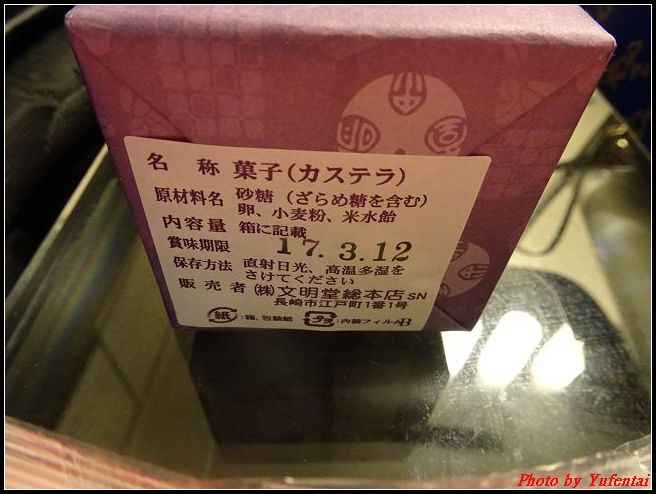 名 称 菓子(カステラ)
原材料名 砂糖(ざらめ糖を含む)
卵、小麦粉、米水飴
内容量 箱に記載
賞味期限 17.3.12
保存方法 直射日光、高温多湿を
さけてください
販売者 ㈱文明堂総本店SN
長崎市江戸町1番1号
紙:箱、包装紙 プラ:内装フィルム
Photo by Yufentai